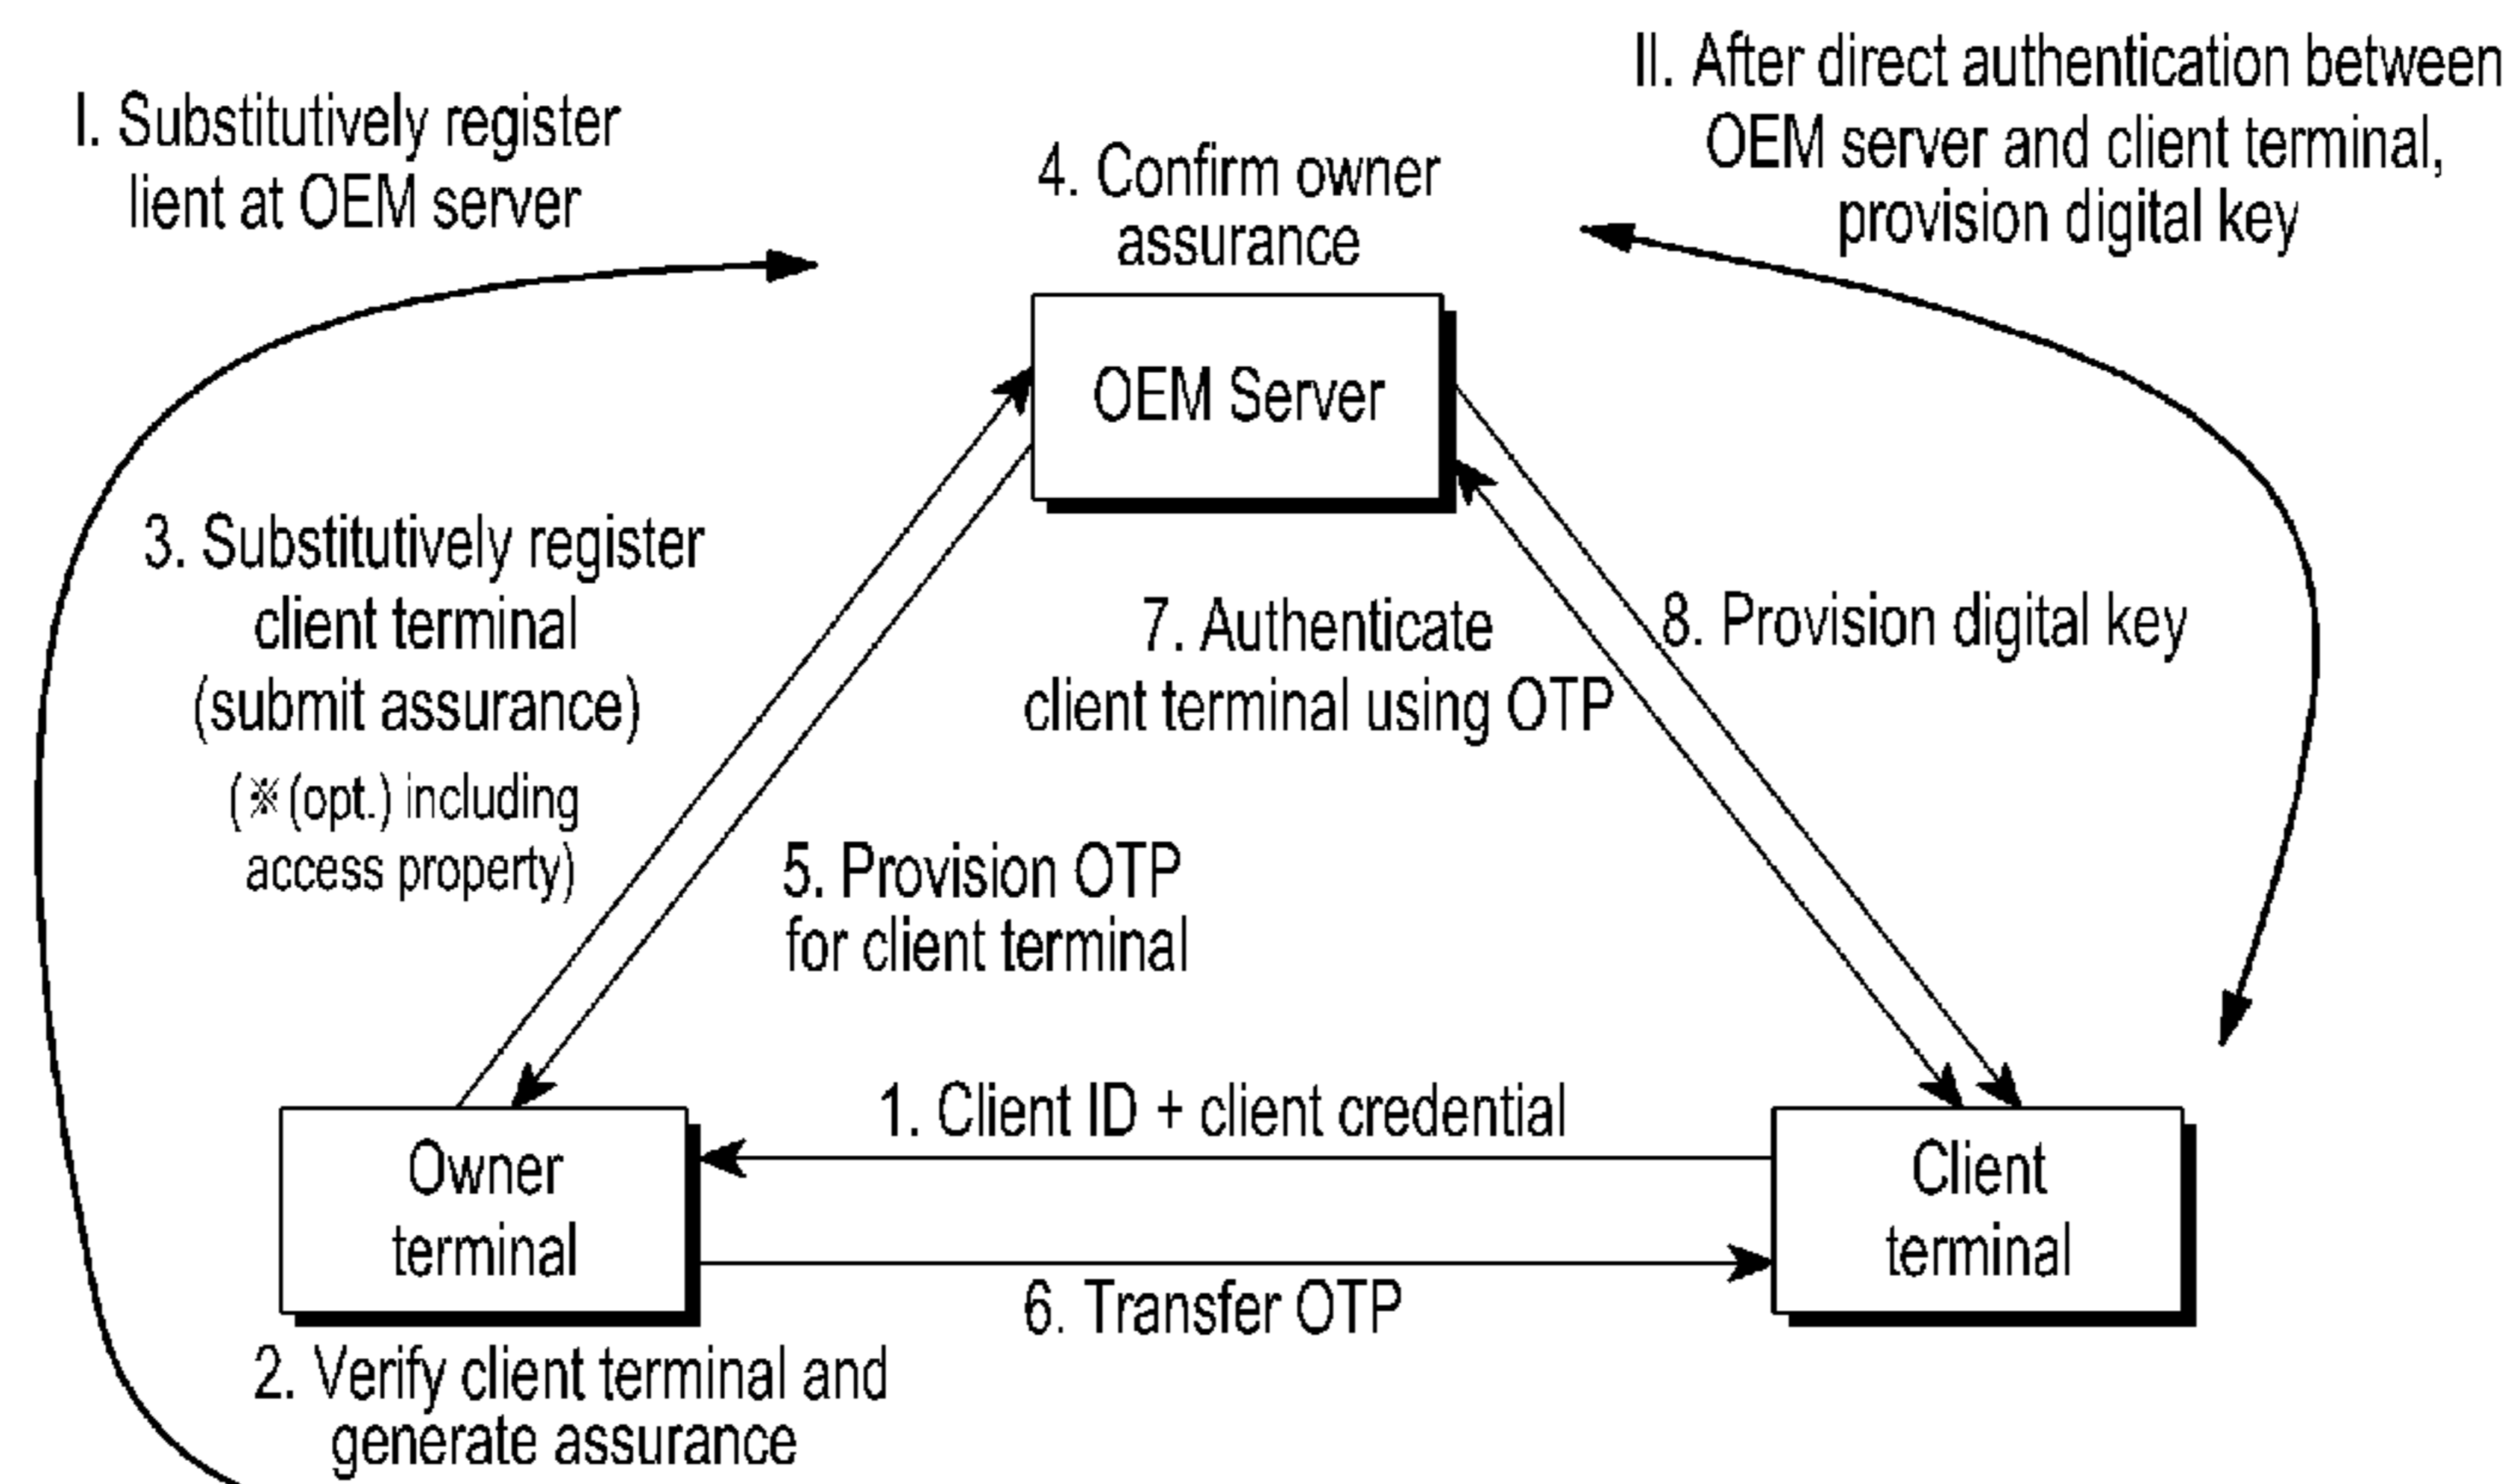 I. Substitutively register
lient at OEM server
II. After direct authentication between
OEM server and client terminal,
provision digital key
4. Confirm owner
assurance
OEM Server
3. Substitutively register
client terminal
(submit assurance)
(※(opt.) including
access property)
7. Authenticate
client terminal using OTP
8. Provision digital key
5. Provision OTP
for client terminal
1. Client ID + client credential
Owner
terminal
Client
terminal
6. Transfer OTP
2. Verify client terminal and
generate assurance